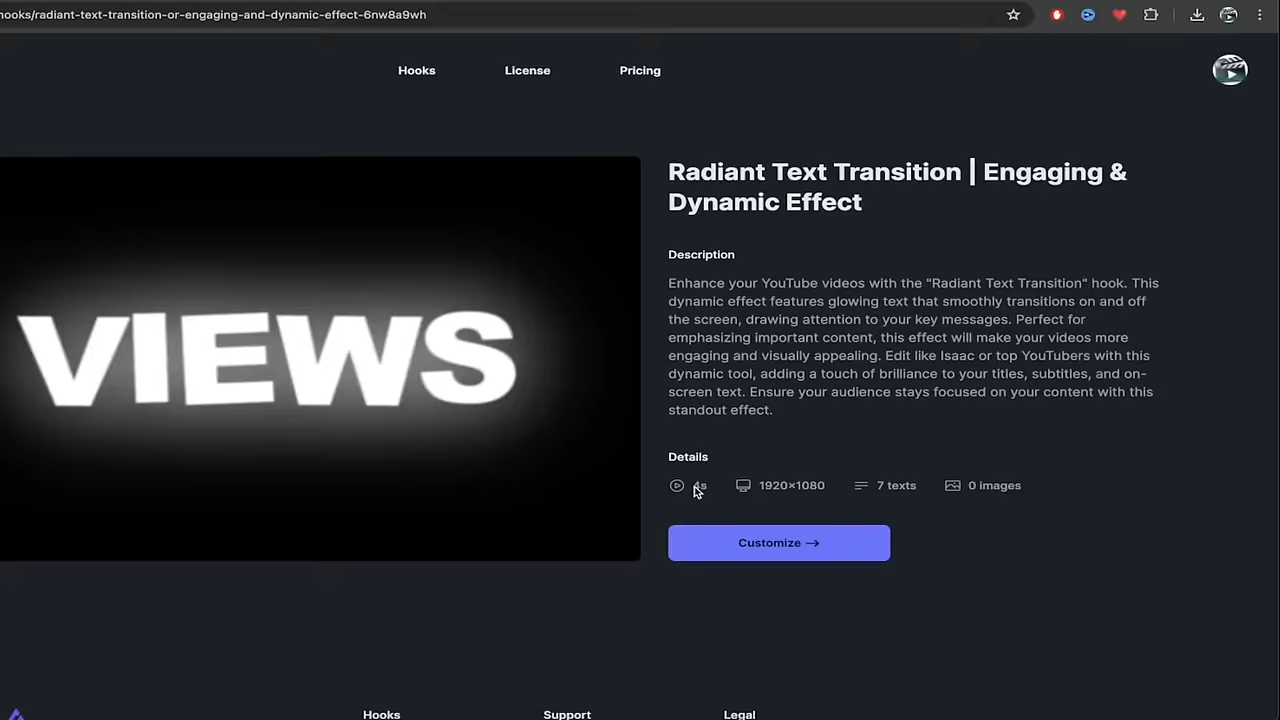 hooks/radiant-text-transition-or-engaging-and-dynamic-effect-6nw8a9wh
Hooks License Pricing
VIEWS
Radiant Text Transition | Engaging &
Dynamic Effect
Description
Enhance your YouTube videos with the "Radiant Text Transition" hook. This
dynamic effect features glowing text that smoothly transitions on and off
the screen, drawing attention to your key messages. Perfect for
emphasizing important content, this effect will make your videos more
engaging and visually appealing. Edit like Isaac or top YouTubers with this
dynamic tool, adding a touch of brilliance to your titles, subtitles, and on-
screen text. Ensure your audience stays focused on your content with this
standout effect.
Details
1920×1080 7 texts 0 images
Customize →
Hooks Support Legal